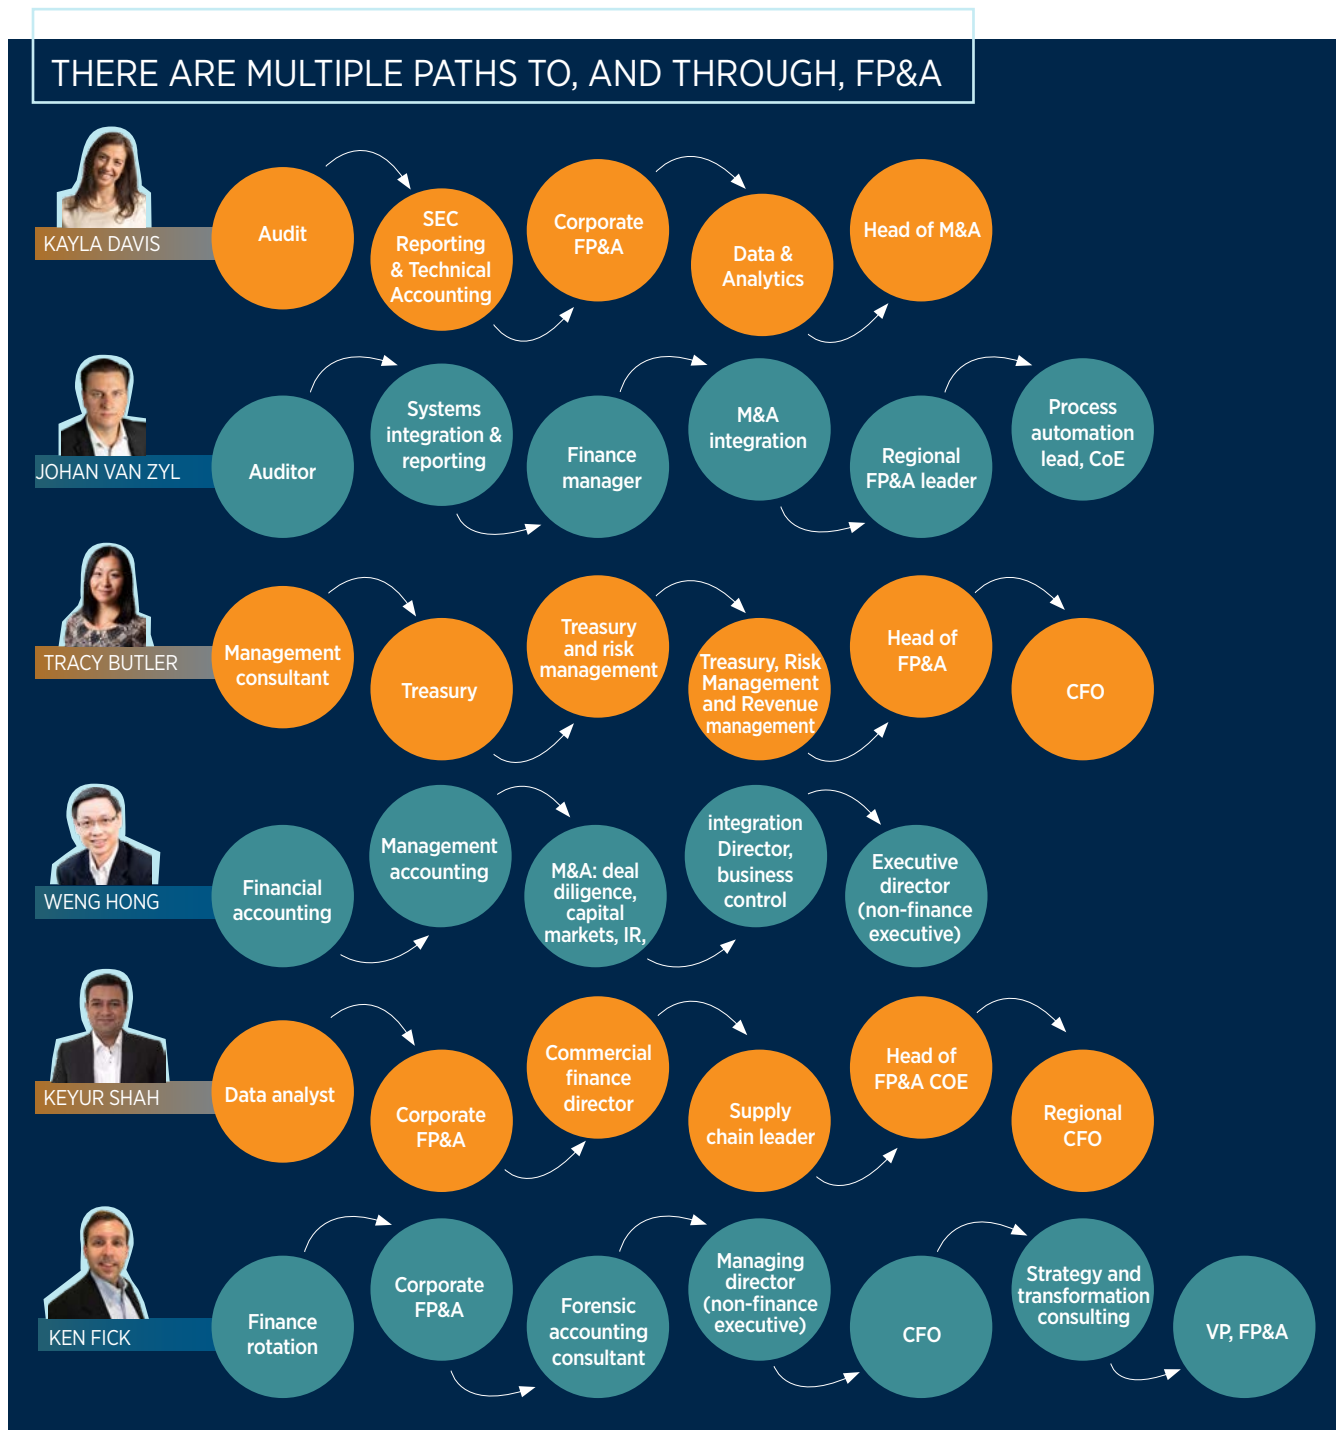 THERE ARE MULTIPLE PATHS TO, AND THROUGH, FP&A
KAYLA DAVIS
Audit
SEC
Reporting
& Technical
Accounting
Corporate
FP&A
Data &
Analytics
Head of M&A
JOHAN VAN ZYL
Auditor
Systems
integration &
reporting
Finance
manager
M&A
integration
Regional
FP&A leader
Process
automation
lead, CoE
TRACY BUTLER
Management
consultant
Treasury
Treasury
and risk
management
Treasury, Risk
Management
and Revenue
management
Head of
FP&A
CFO
WENG HONG
Financial
accounting
Management
accounting
M&A: deal
diligence,
capital
markets, IR,
integration
Director,
business
control
Executive
director
(non-finance
executive)
KEYUR SHAH
Data analyst
Corporate
FP&A
Commercial
finance
director
Supply
chain leader
Head of
FP&A COE
Regional
CFO
KEN FICK
Finance
rotation
Corporate
FP&A
Forensic
accounting
consultant
Managing
director
(non-finance
executive)
CFO
Strategy and
transformation
consulting
VP, FP&A